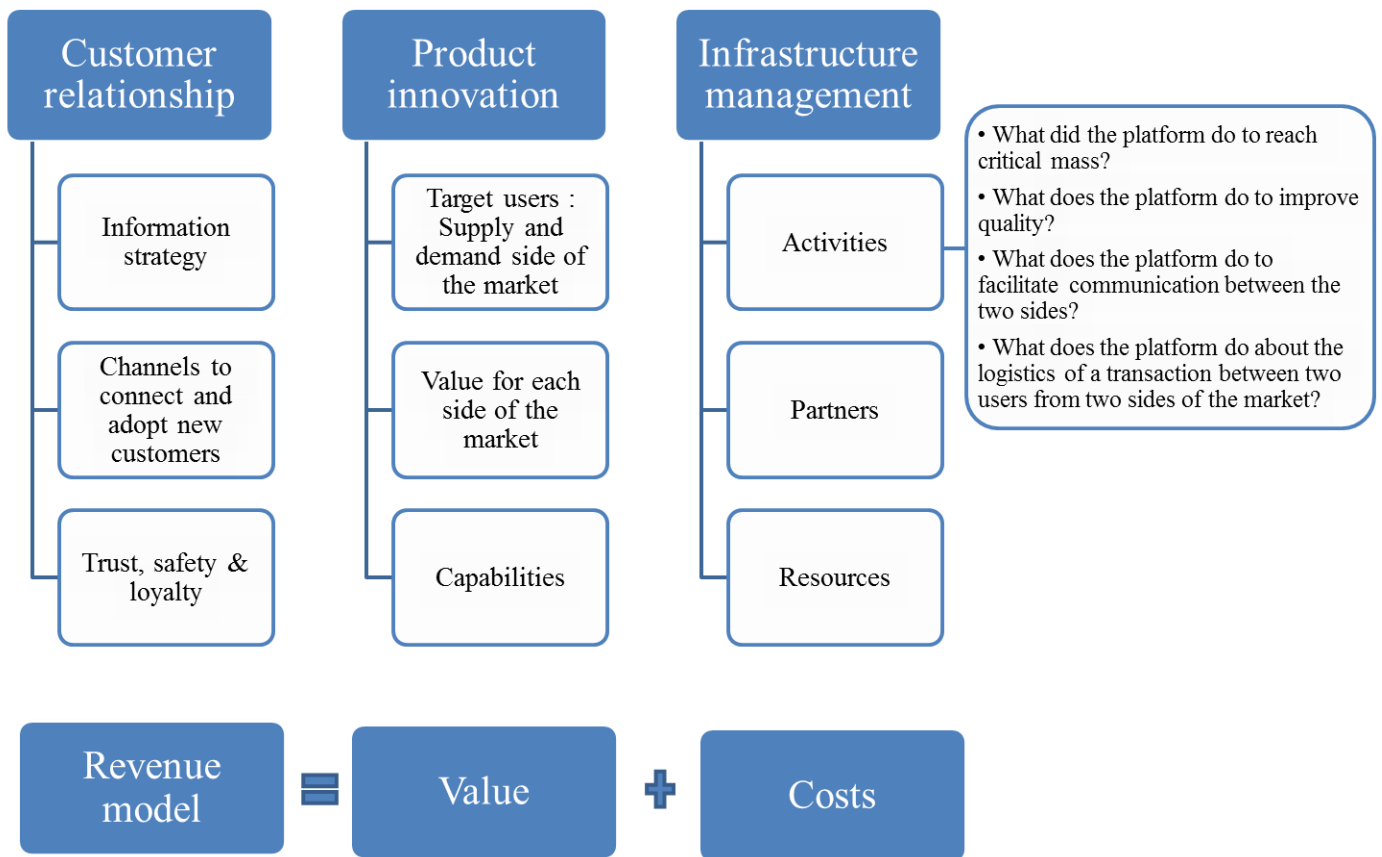 Customer
relationship
Information
strategy
Channels to
connect and
adopt new
customers
Trust, safety &
loyalty
Product
innovation
Target users :
Supply and
demand side of
the market
Value for each
side of the
market
Capabilities
Infrastructure
management
Activities
Partners
Resources
• What did the platform do to reach
critical mass?
• What does the platform do to improve
quality?
• What does the platform do to
facilitate communication between the
two sides?
• What does the platform do about the
logistics of a transaction between two
users from two sides of the market?
Revenue
model
=
Value
+
Costs